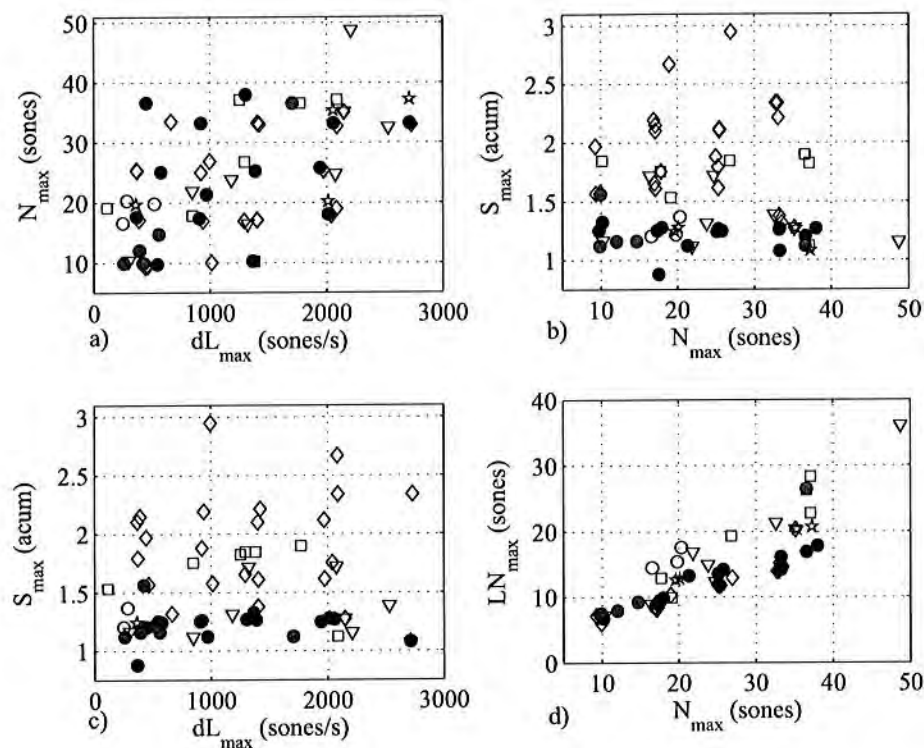 50
40
30
20
10
N_max (sones)
0 1000 2000 3000
a) dL_max (sones/s)
3
2.5
2
1.5
1
S_max (acum)
10 20 30 40 50
b) N_max (sones)
3
2.5
2
1.5
1
S_max (acum)
0 1000 2000 3000
c) dL_max (sones/s)
40
30
20
10
0
LN_max (sones)
10 20 30 40 50
d) N_max (sones)